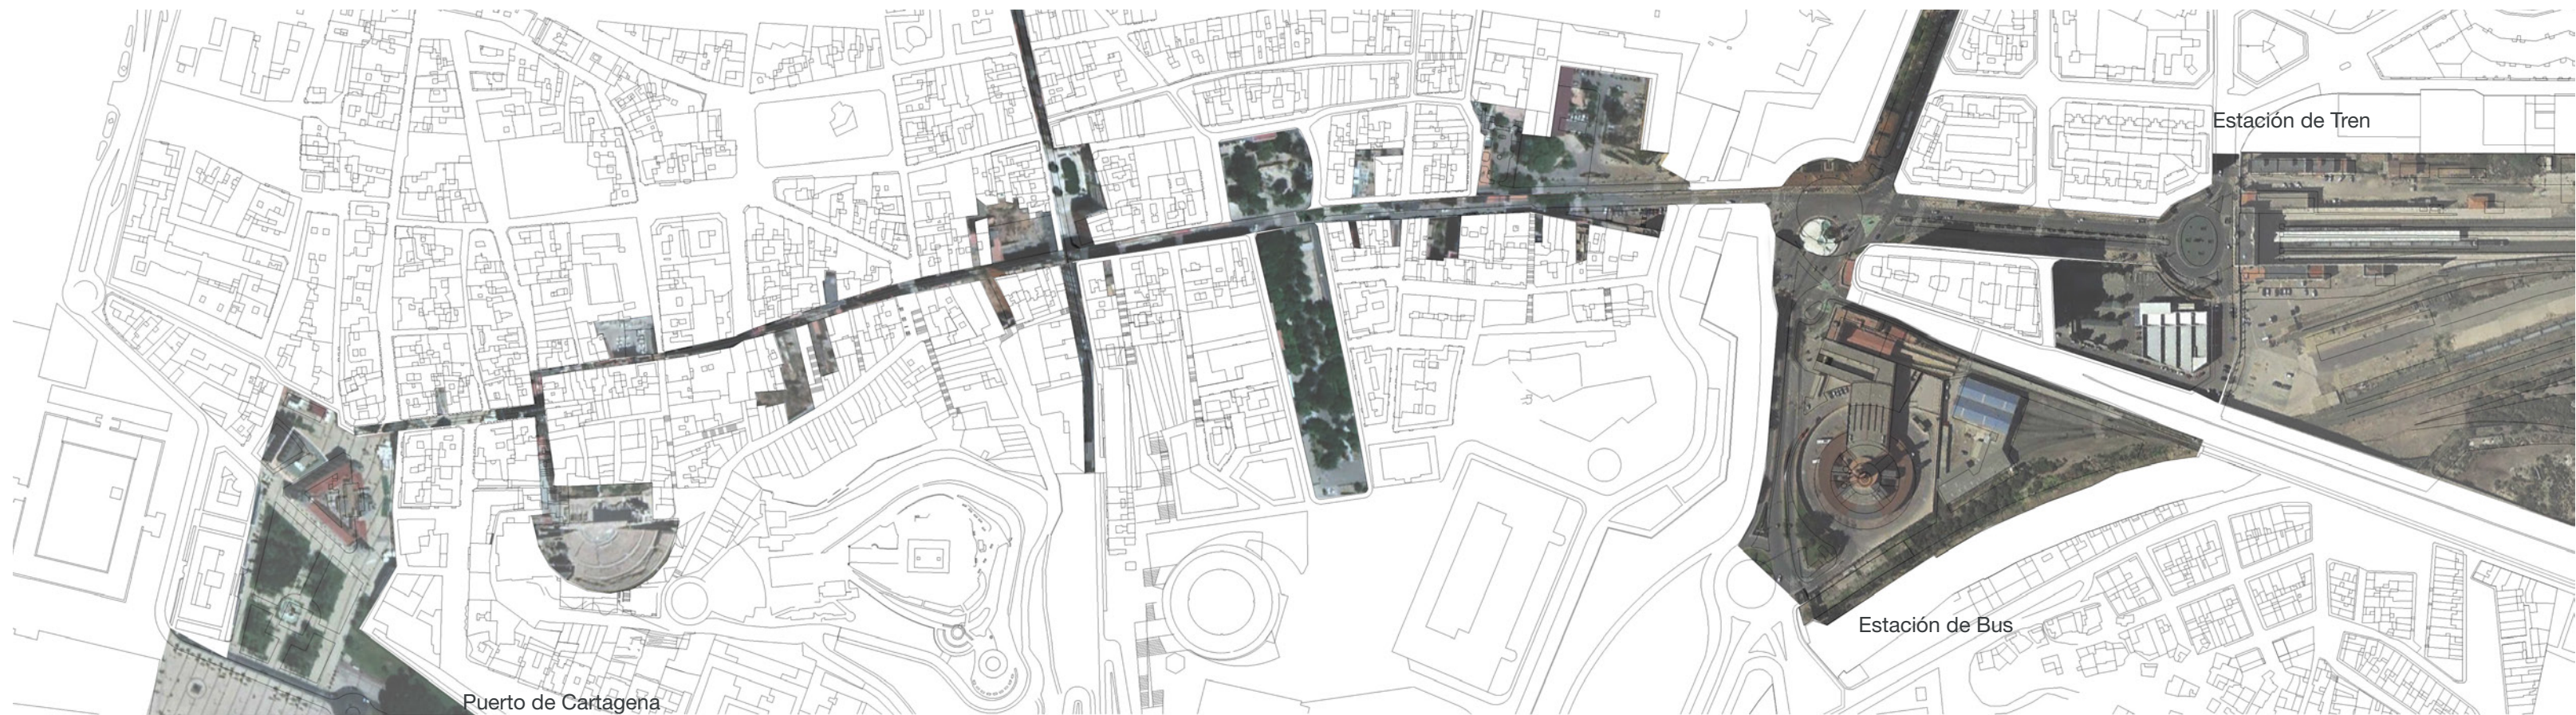 Estación de Tren
Estación de Bus
Puerto de Cartagena